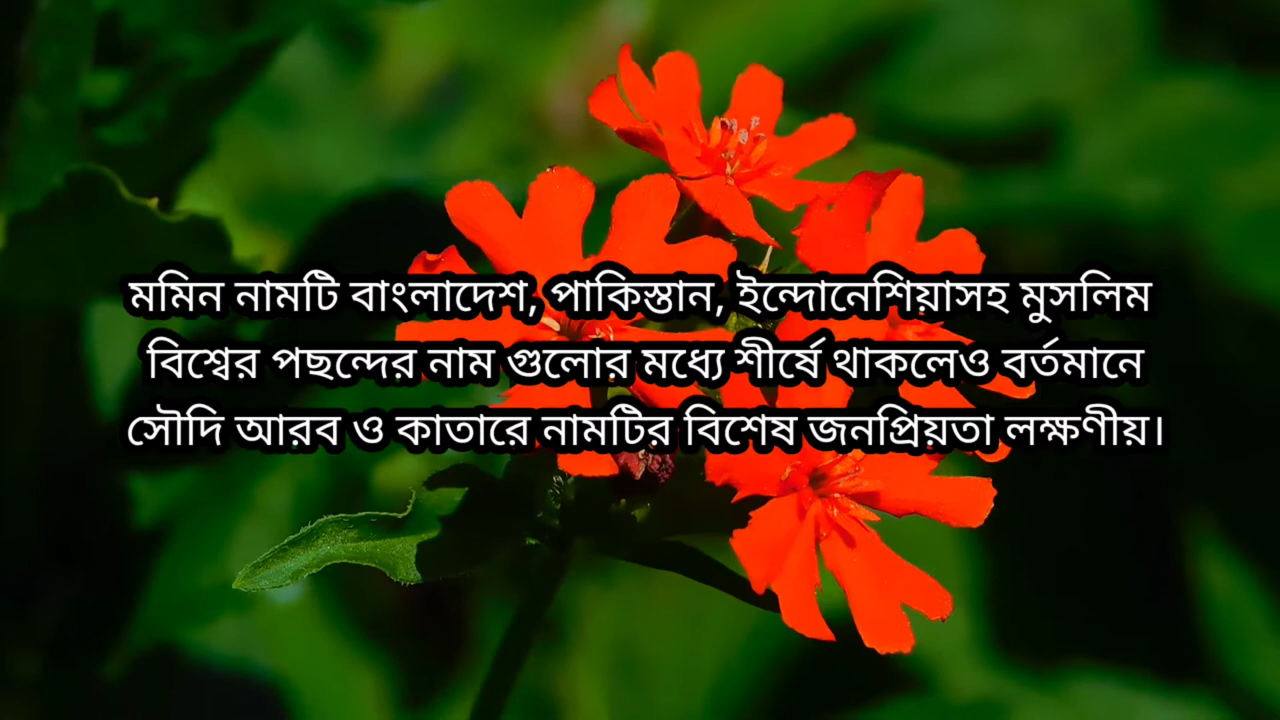 মমিন নামটি বাংলাদেশ, পাকিস্তান, ইন্দোনেশিয়াসহ মুসলিম
বিশ্বের পছন্দের নাম গুলোর মধ্যে শীর্ষে থাকলেও বর্তমানে
সৌদি আরব ও কাতারে নামটির বিশেষ জনপ্রিয়তা লক্ষণীয়।